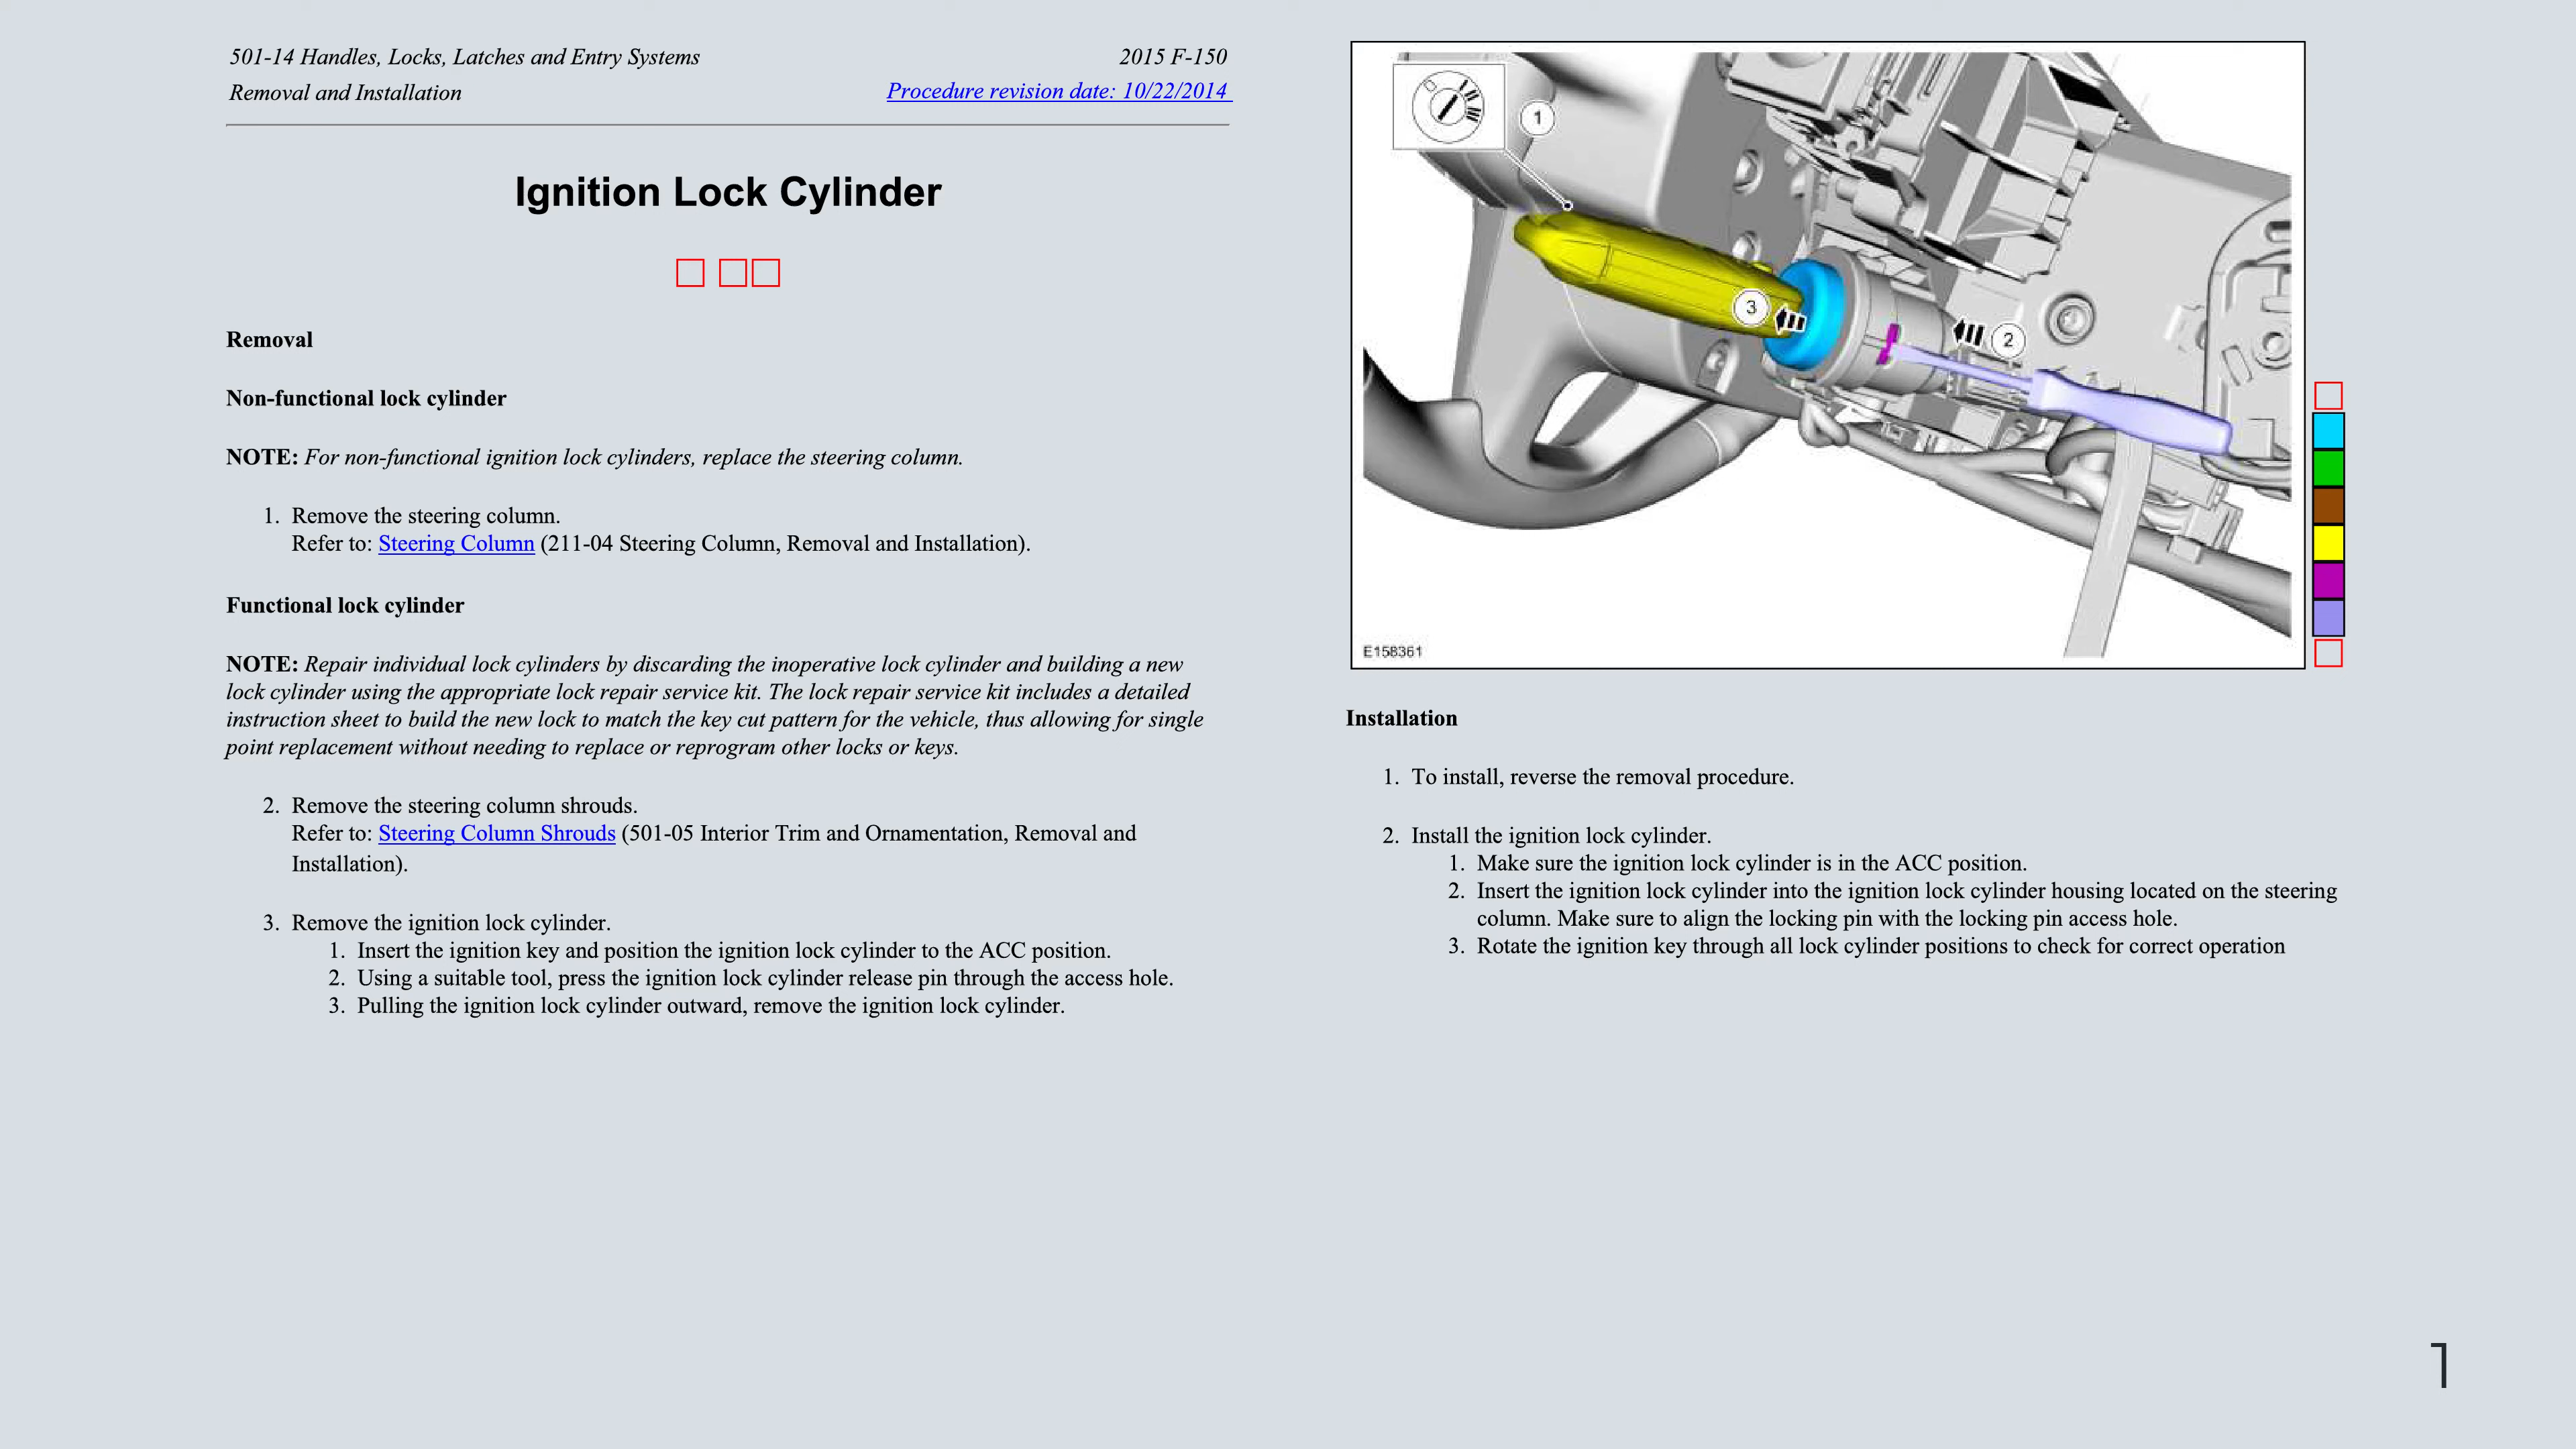 501-14 Handles, Locks, Latches and Entry Systems
2015 F-150
Removal and Installation
Procedure revision date: 10/22/2014
Ignition Lock Cylinder
Removal
Non-functional lock cylinder
NOTE: For non-functional ignition lock cylinders, replace the steering column.
1. Remove the steering column.
Refer to: Steering Column (211-04 Steering Column, Removal and Installation).
Functional lock cylinder
NOTE: Repair individual lock cylinders by discarding the inoperative lock cylinder and building a new
lock cylinder using the appropriate lock repair service kit. The lock repair service kit includes a detailed
instruction sheet to build the new lock to match the key cut pattern for the vehicle, thus allowing for single
point replacement without needing to replace or reprogram other locks or keys.
2. Remove the steering column shrouds.
Refer to: Steering Column Shrouds (501-05 Interior Trim and Ornamentation, Removal and
Installation).
3. Remove the ignition lock cylinder.
1. Insert the ignition key and position the ignition lock cylinder to the ACC position.
2. Using a suitable tool, press the ignition lock cylinder release pin through the access hole.
3. Pulling the ignition lock cylinder outward, remove the ignition lock cylinder.
1
3
2
E158361
Installation
1. To install, reverse the removal procedure.
2. Install the ignition lock cylinder.
1. Make sure the ignition lock cylinder is in the ACC position.
2. Insert the ignition lock cylinder into the ignition lock cylinder housing located on the steering
column. Make sure to align the locking pin with the locking pin access hole.
3. Rotate the ignition key through all lock cylinder positions to check for correct operation
1